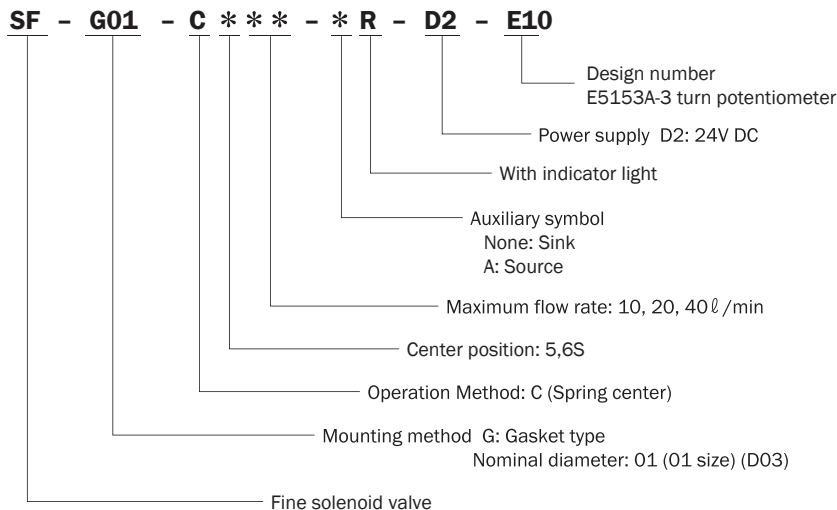 SF – G01 – C * * * – * R – D2 – E10
Design number
E5153A-3 turn potentiometer
Power supply D2: 24V DC
With indicator light
Auxiliary symbol
None: Sink
A: Source
Maximum flow rate: 10, 20, 40ℓ/min
Center position: 5,6S
Operation Method: C (Spring center)
Mounting method G: Gasket type
Nominal diameter: 01 (01 size) (D03)
Fine solenoid valve